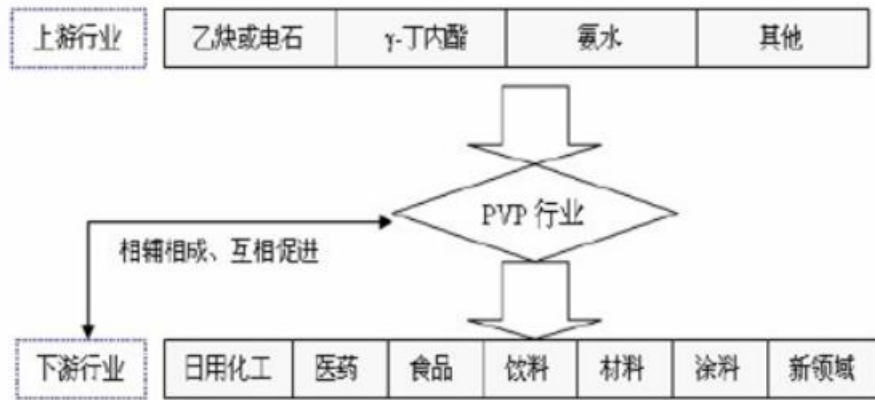 上游行业 乙炔或电石 γ-丁内酯 氨水 其他
PVP 行业
相辅相成、互相促进
下游行业 日用化工 医药 食品 饮料 材料 涂料 新领域